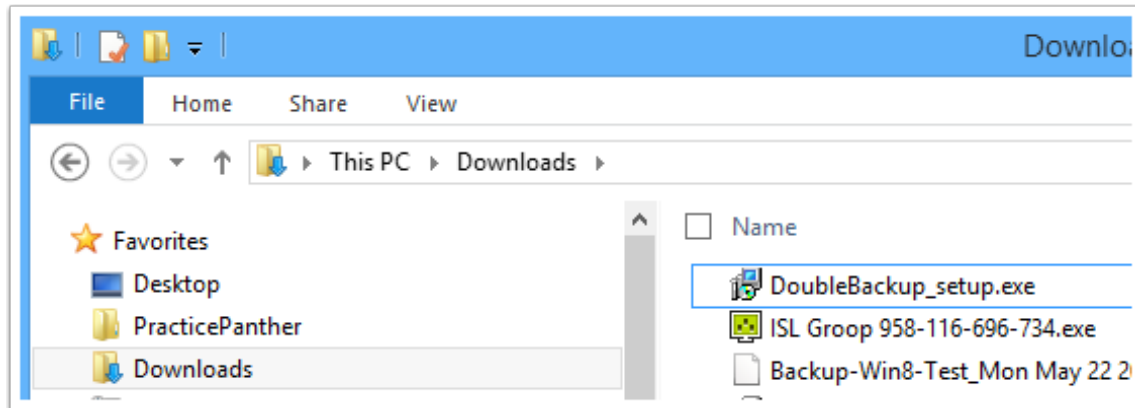 Downlo
File Home Share View
This PC Downloads
Favorites
Desktop
PracticePanther
Downloads
Name
DoubleBackup_setup.exe
ISL Groop 958-116-696-734.exe
Backup-Win8-Test_Mon May 22 2